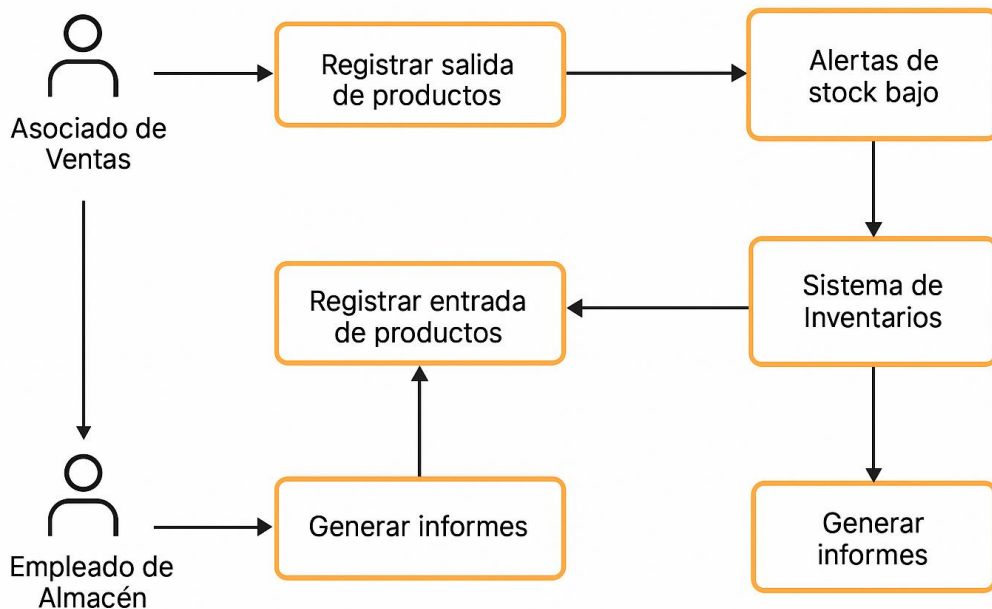 Asociado de
Ventas
Registrar salida
de productos
Alertas de
stock bajo
Registrar entrada
de productos
Sistema de
Inventarios
Empleado de
Almacén
Generar informes
Generar
informes